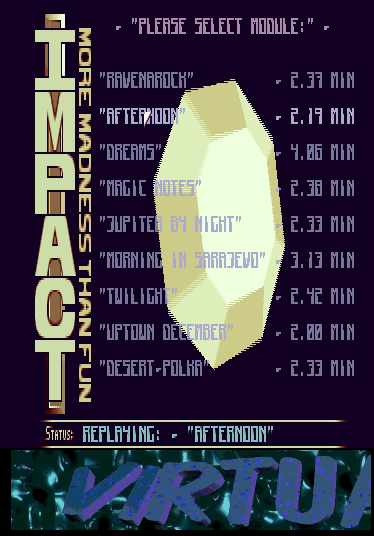 - "PLEASE SELECT MODULE:" -
IMPACT
MORE MADNESS THAN FUN
"RAVENAROCK" - 2.37 MIN
"AFTERNOON" - 2.19 MIN
"DREAMS" - 4.06 MIN
"MAGIC NOTES" - 2.38 MIN
"JUPITER BY NIGHT" - 2.33 MIN
"MORNING IN SARAJEVO" - 3.13 MIN
"TWILIGHT" - 2.42 MIN
"UPTOWN DECEMBER" - 2.00 MIN
"DESERT-POLKA" - 2.33 MIN
STATUS: REPLAYING: - "AFTERNOON"
VIRTUA